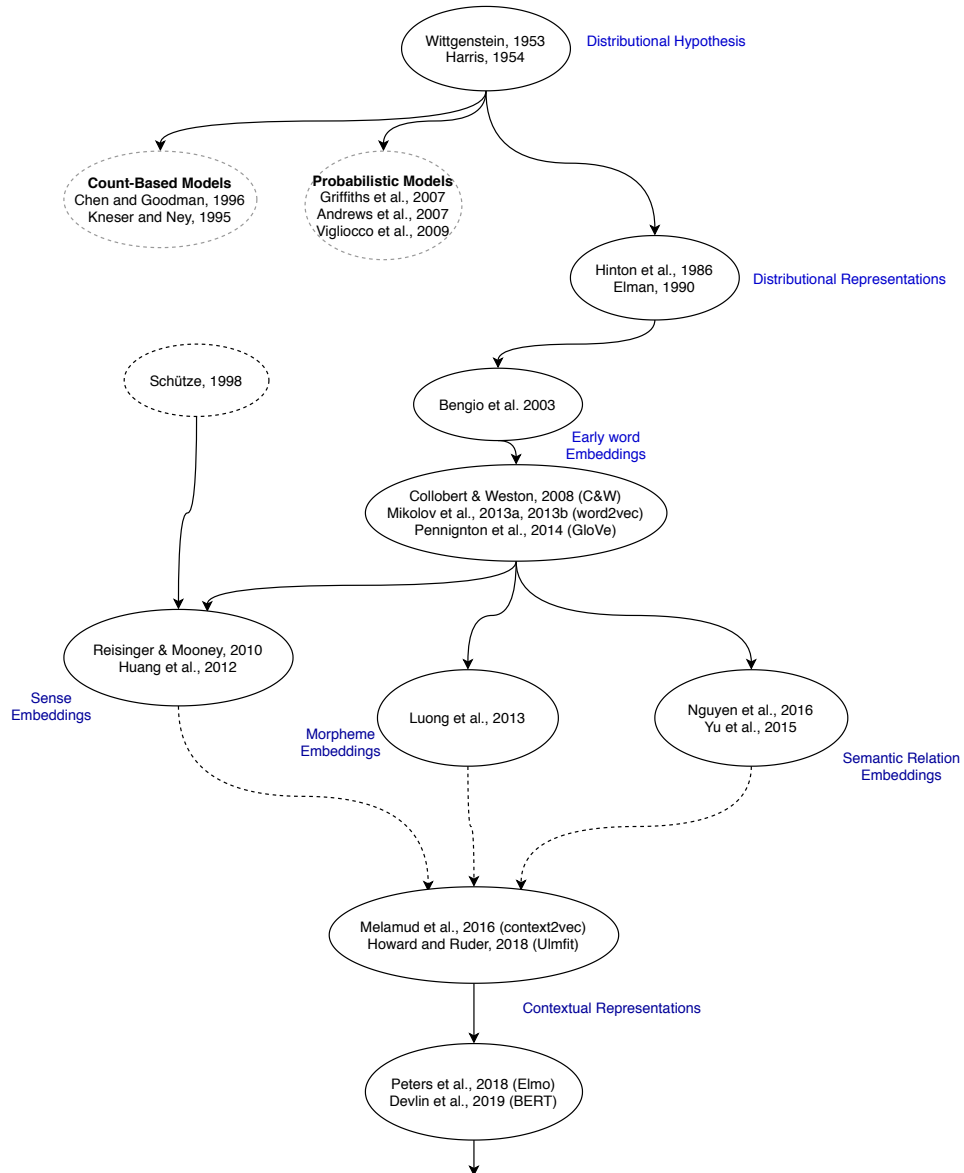 Wittgenstein, 1953
Harris, 1954
Distributional Hypothesis
Count-Based Models
Chen and Goodman, 1996
Kneser and Ney, 1995
Probabilistic Models
Griffiths et al., 2007
Andrews et al., 2007
Vigliocco et al., 2009
Hinton et al., 1986
Elman, 1990
Distributional Representations
Schütze, 1998
Bengio et al. 2003
Early word
Embeddings
Collobert & Weston, 2008 (C&W)
Mikolov et al., 2013a, 2013b (word2vec)
Pennignton et al., 2014 (GloVe)
Reisinger & Mooney, 2010
Huang et al., 2012
Sense
Embeddings
Luong et al., 2013
Morpheme
Embeddings
Nguyen et al., 2016
Yu et al., 2015
Semantic Relation
Embeddings
Melamud et al., 2016 (context2vec)
Howard and Ruder, 2018 (Ulmfit)
Contextual Representations
Peters et al., 2018 (Elmo)
Devlin et al., 2019 (BERT)